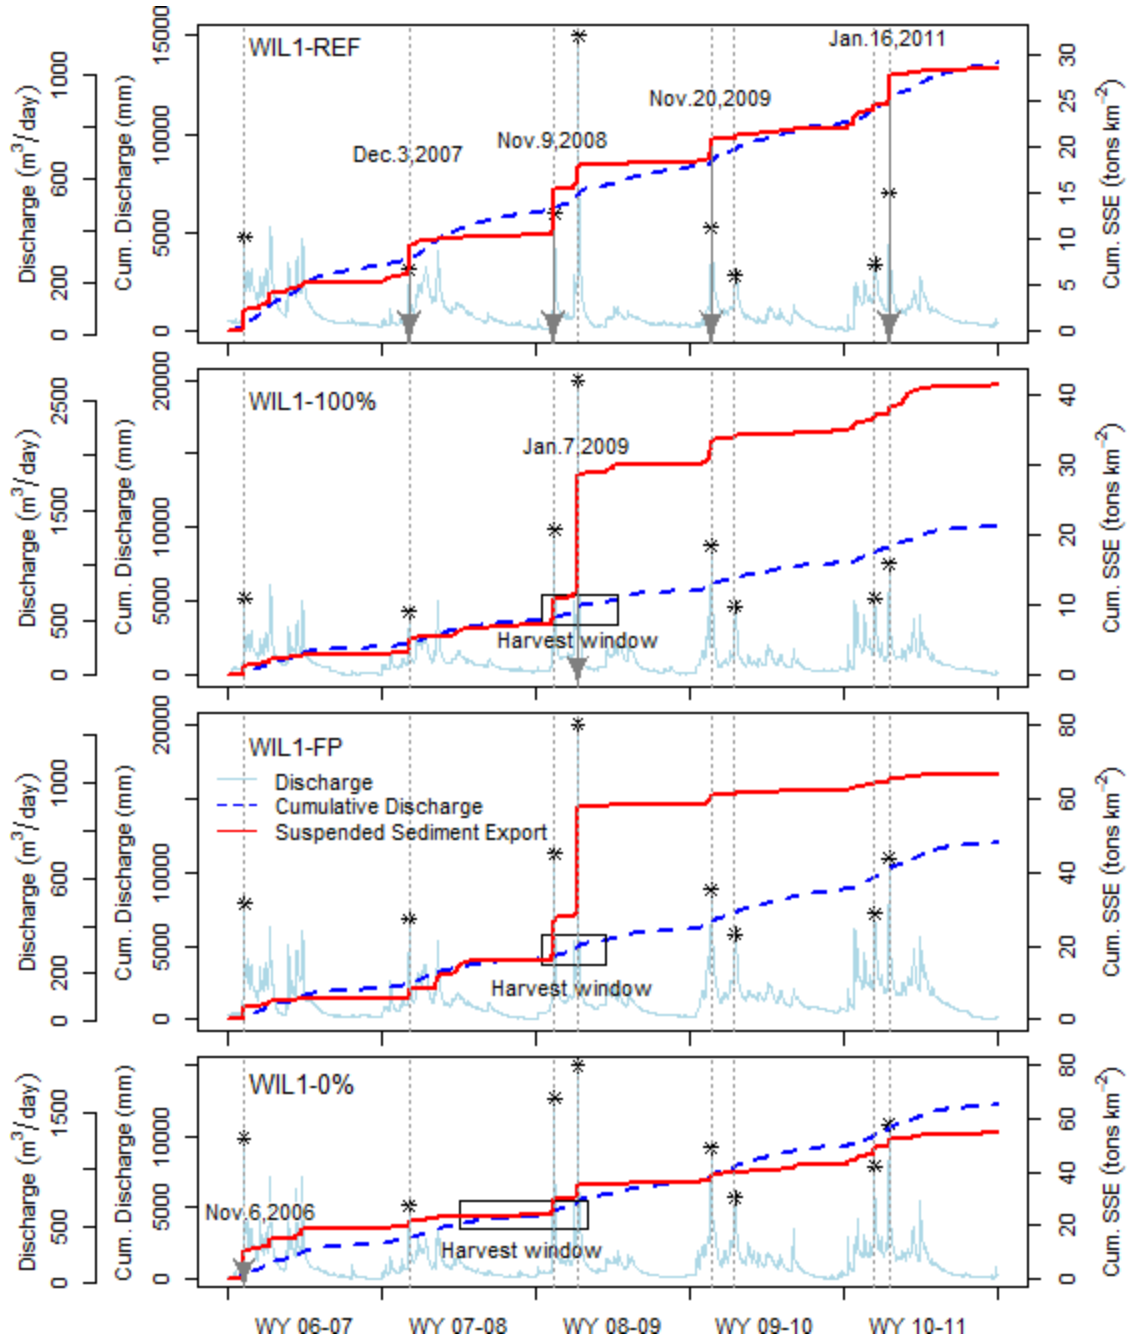 WIL1-REF
Jan.16,2011
Nov.20,2009
Nov.9,2008
Dec.3,2007
Discharge (m3/day)
0 200 600 1000
Cum. Discharge (mm)
0 5000 10000 15000
Cum. SSE (tons km−2)
0 5 10 15 20 25 30
WIL1-100%
Jan.7,2009
Harvest window
Discharge (m3/day)
0 500 1500 2500
Cum. Discharge (mm)
0 5000 10000 20000
Cum. SSE (tons km−2)
0 10 20 30 40
WIL1-FP
Discharge
Cumulative Discharge
Suspended Sediment Export
Harvest window
Discharge (m3/day)
0 200 600 1000
Cum. Discharge (mm)
0 5000 10000 20000
Cum. SSE (tons km−2)
0 20 40 60 80
WIL1-0%
Nov.6,2006
Harvest window
Discharge (m3/day)
0 500 1500
Cum. Discharge (mm)
0 5000 10000
Cum. SSE (tons km−2)
0 20 40 60 80
WY 06-07 WY 07-08 WY 08-09 WY 09-10 WY 10-11